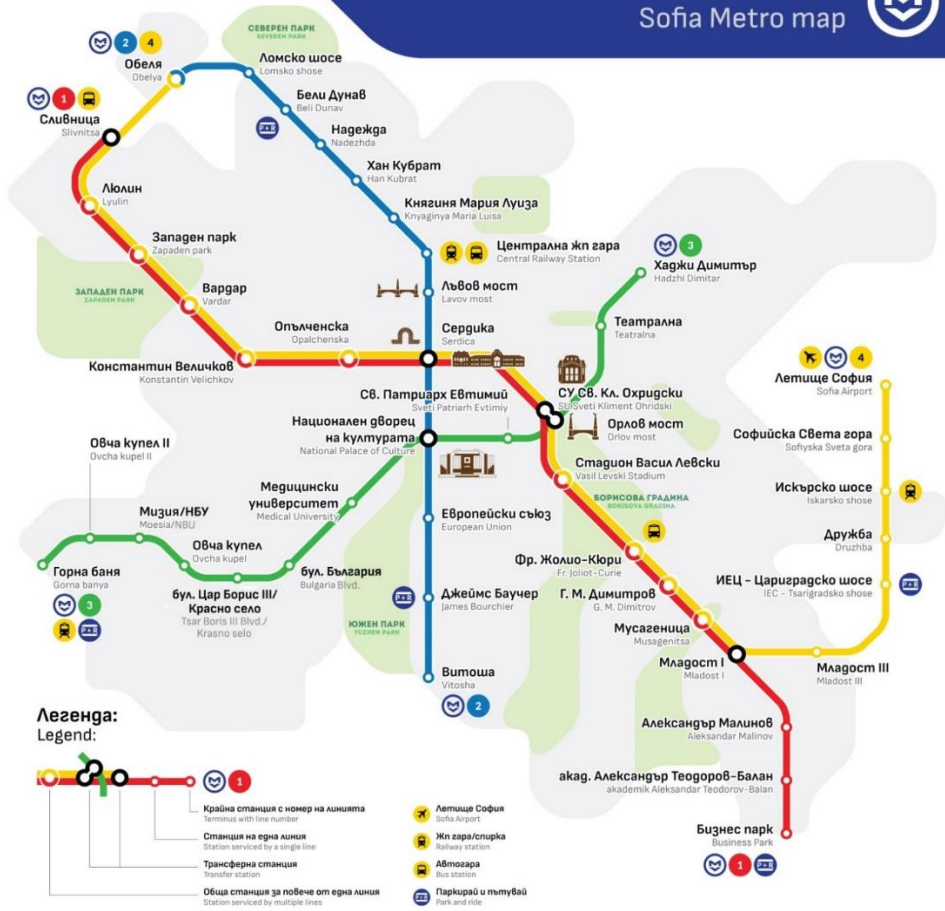 Sofia Metro map
СЕВЕРЕН ПАРК
SEVEREN PARK
2 4
Обеля
Obelya
Ломско шосе
Lomsko shose
1
Сливница
Slivnitsa
Бели Дунав
Beli Dunav
P+R
Надежда
Nadezhda
Хан Кубрат
Han Kubrat
Люлин
Lyulin
Княгиня Мария Луиза
Knyaginya Maria Luisa
Западен парк
Zapaden park
Централна жп гара
Central Railway Station
3
Хаджи Димитър
Hadzhi Dimitar
ЗАПАДЕН ПАРК
ZAPADEN PARK
Вардар
Vardar
Лъвов мост
Lavov most
Театрална
Teatralna
Опълченска
Opalchenska
Сердика
Serdica
Константин Величков
Konstantin Velichkov
4
Летище София
Sofia Airport
Св. Патриарх Евтимий
Sveti Patriarh Evtimiy
СУ Св. Кл. Охридски
SU Sveti Kliment Ohridski
Национален дворец
на културата
National Palace of Culture
Орлов мост
Orlov most
Софийска Света гора
Sofiyska Sveta gora
Овча купел II
Ovcha kupel II
Стадион Васил Левски
Vasil Levski Stadium
Медицински
университет
Medical University
БОРИСОВА ГРАДИНА
BORISOVA GRADINA
Искърско шосе
Iskarsko shose
Мизия/НБУ
Moesia/NBU
Европейски съюз
European Union
Дружба
Druzhba
Овча купел
Ovcha kupel
Фр. Жолио-Кюри
Fr. Joliot-Curie
Горна баня
Gorna banya
бул. България
Bulgaria Blvd.
ИЕЦ - Цариградско шосе
IEC - Tsarigradsko shose
P+R
3
P+R
бул. Цар Борис III/
Красно село
Tsar Boris III Blvd./
Krasno selo
P+R
Джеймс Баучер
James Bourchier
Г. М. Димитров
G. M. Dimitrov
ЮЖЕН ПАРК
YUZHEN PARK
Мусагеница
Musagenitsa
Младост I
Mladost I
Младост III
Mladost III
Витоша
Vitosha
2
Александър Малинов
Aleksandar Malinov
акад. Александър Теодоров-Балан
akademik Aleksandar Teodorov-Balan
Бизнес парк
Business Park
1 P+R
Легенда:
Legend:
1
Крайна станция с номер на линията
Terminus with line number
Станция на една линия
Station serviced by a single line
Трансферна станция
Transfer station
Обща станция за повече от една линия
Station serviced by multiple lines
Летище София
Sofia Airport
Жп гара/спирка
Railway station
Автогара
Bus station
P+R
Паркирай и пътувай
Park and ride